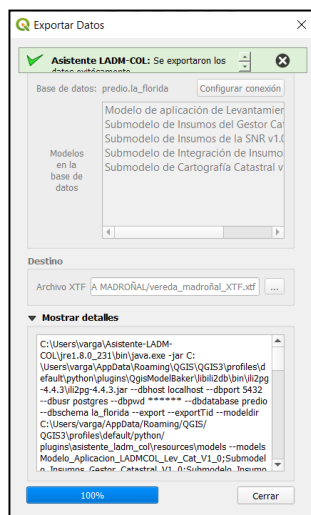 Exportar Datos
Asistente LADM-COL: Se exportaron los
datos exitósamente
Base de datos: predio.la_florida
Configurar conexión
Modelos
en la
base de
datos
Modelo de aplicación de Levantamier
Submodelo de Insumos del Gestor Cat
Submodelo de Insumos de la SNR v1.0
Submodelo de Integración de Insumo
Submodelo de Cartografía Catastral v
Destino
Archivo XTF
A MADROÑAL/vereda_madroñal_XTF.xtf
...
Mostrar detalles
C:\Users\varga\Asistente-LADM-
COL\jre1.8.0_231\bin\java.exe -jar C:
\Users\varga/AppData/Roaming\QGIS\QGIS3\profiles\d
efault\python\plugins\QgisModelBaker\libili2db\bin\ili2pg
-4.4.3\ili2pg-4.4.3.jar --dbhost localhost --dbport 5432
--dbusr postgres --dbpwd ****** --dbdatabase predio
--dbschema la_florida --export --exportTid --modeldir
C:/Users/varga/AppData/Roaming/QGIS/
QGIS3\profiles\default/python/
plugins\asistente_ladm_col\resources\models --models
Modelo_Aplicacion_LADMCOL_Lev_Cat_V1_0;Submodel
o_Insumos_Gestor_Catastral_V1_0;Submodelo_Insumo
100%
Cerrar